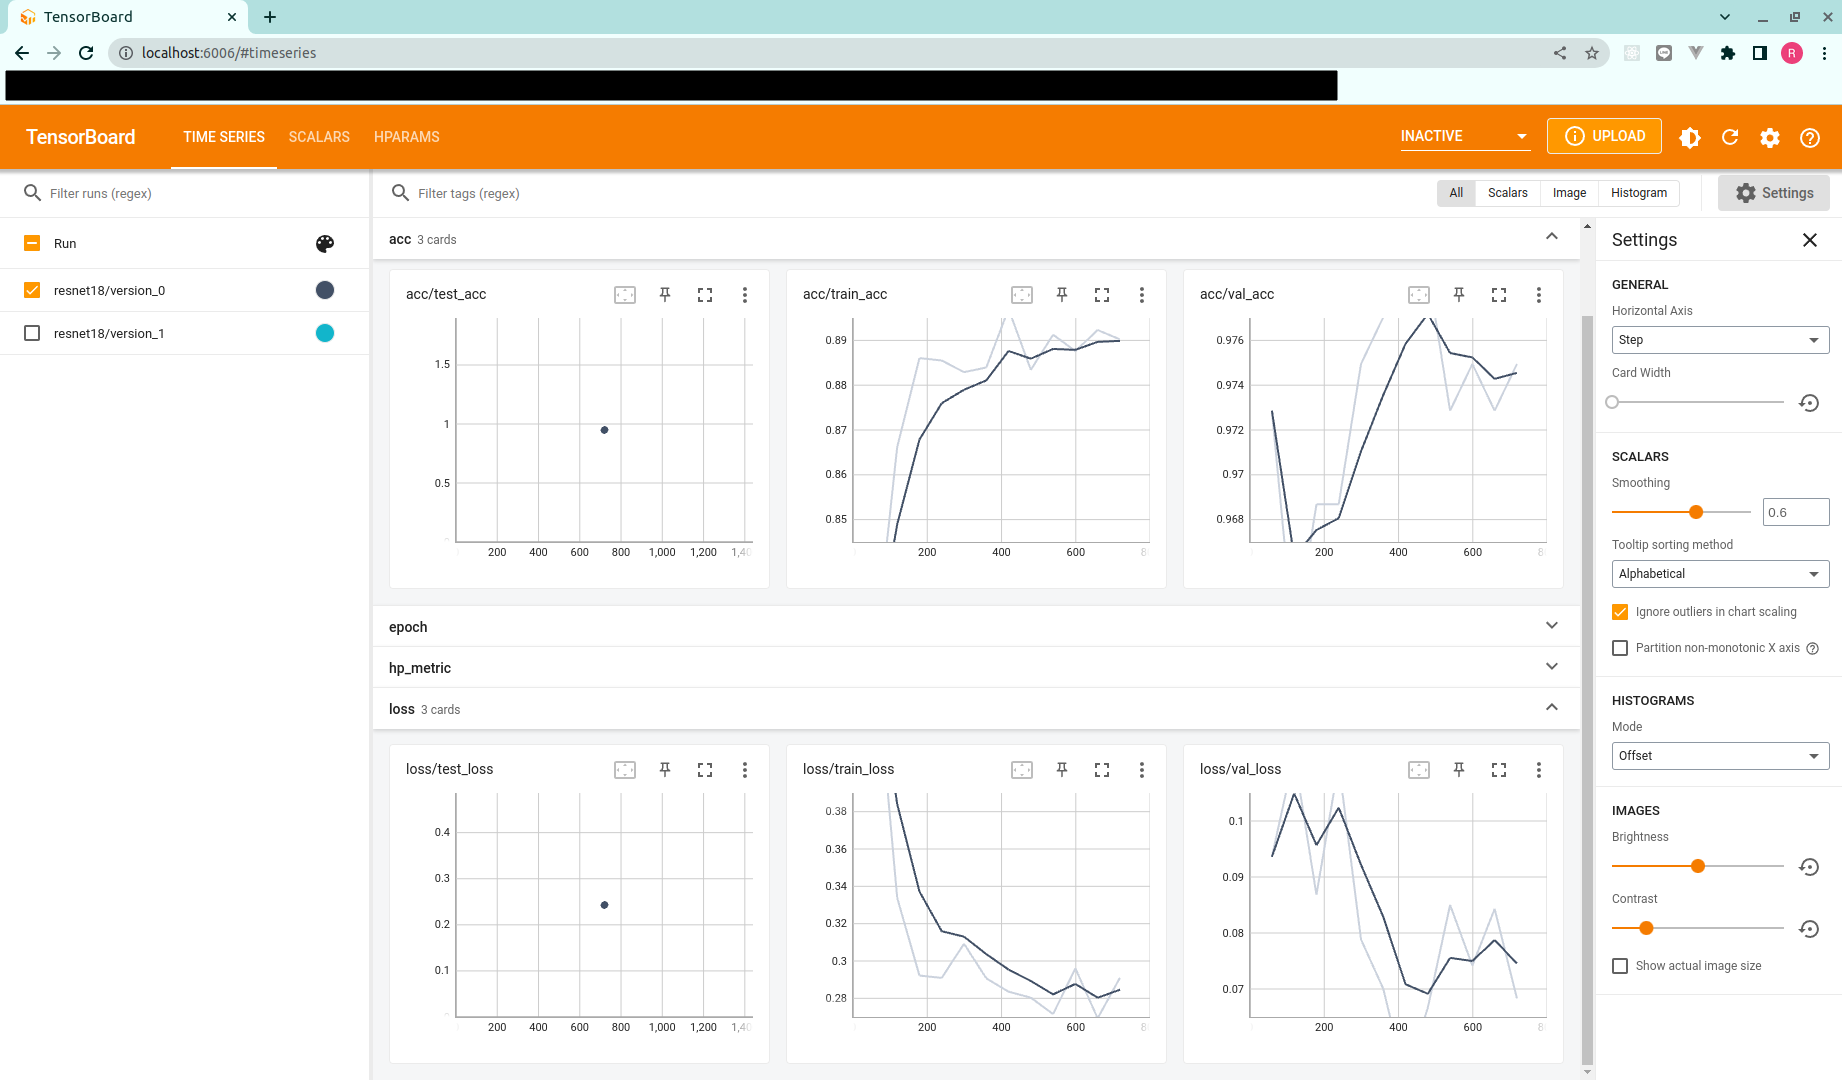 TensorBoard
localhost:6006/#timeseries
R
TensorBoard
TIME SERIES
SCALARS
HPARAMS
INACTIVE
UPLOAD
Filter runs (regex)
Filter tags (regex)
All
Scalars
Image
Histogram
Settings
Run
resnet18/version_0
resnet18/version_1
acc 3 cards
acc/test_acc
1.5
1
0.5
200 400 600 800 1,000 1,200 1,40
acc/train_acc
0.89
0.88
0.87
0.86
0.85
200 400 600 8
acc/val_acc
0.976
0.974
0.972
0.97
0.968
200 400 600 8
epoch
hp_metric
loss 3 cards
loss/test_loss
0.4
0.3
0.2
0.1
200 400 600 800 1,000 1,200 1,40
loss/train_loss
0.38
0.36
0.34
0.32
0.3
0.28
200 400 600 8
loss/val_loss
0.1
0.09
0.08
0.07
200 400 600 8
Settings
GENERAL
Horizontal Axis
Step
Card Width
SCALARS
Smoothing
0.6
Tooltip sorting method
Alphabetical
Ignore outliers in chart scaling
Partition non-monotonic X axis
HISTOGRAMS
Mode
Offset
IMAGES
Brightness
Contrast
Show actual image size